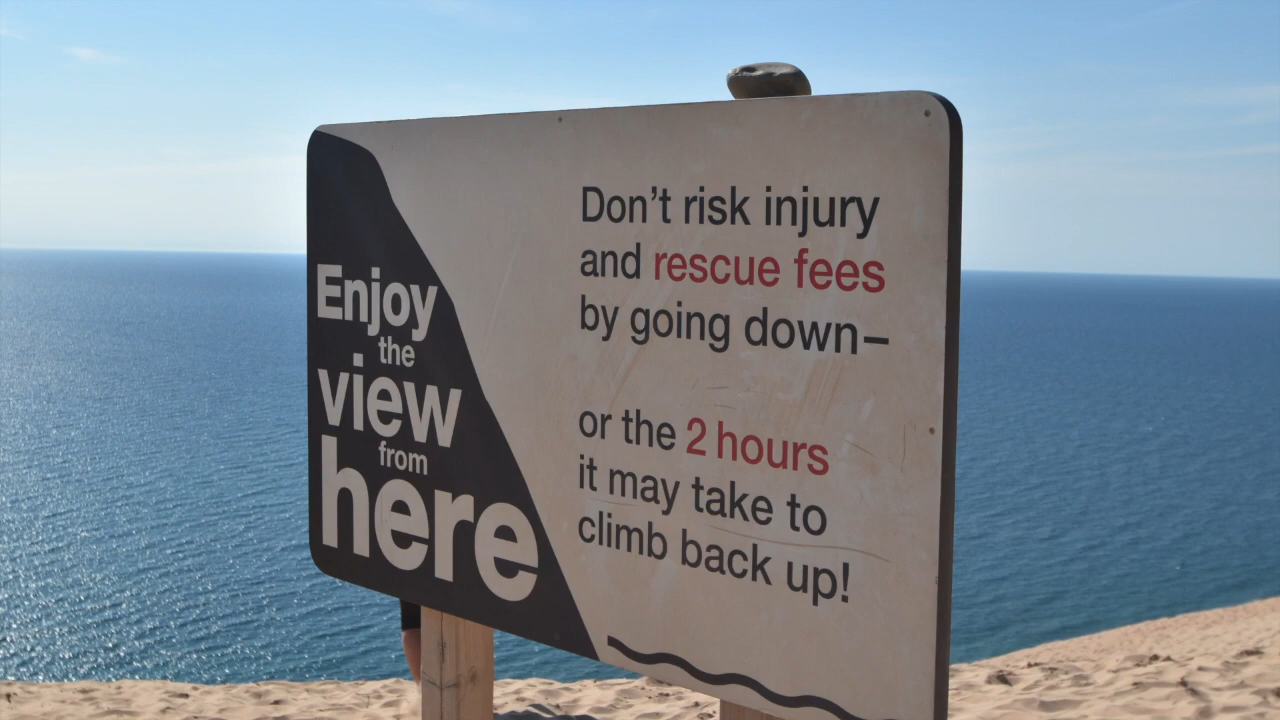 Enjoy
the
view
from
here
Don't risk injury
and rescue fees
by going down–
or the 2 hours
it may take to
climb back up!